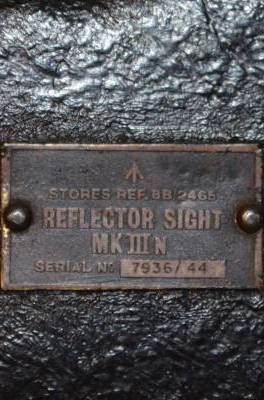 STORES REF. 8B/2465
REFLECTOR SIGHT
MK III N
SERIAL No 7936/44